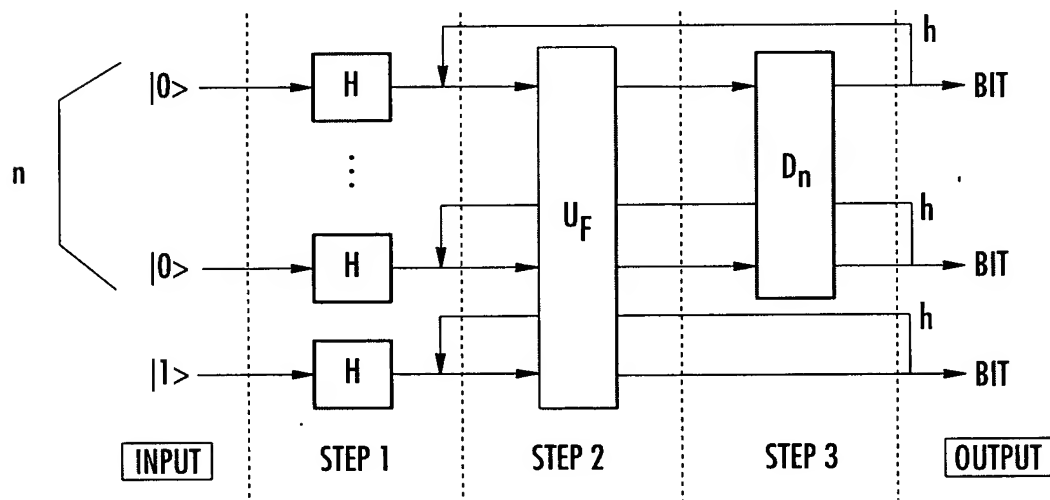 h
|0> H BIT
n
⋮
U_F
D_n
h
|0> H BIT
h
|1> H BIT
INPUT STEP 1 STEP 2 STEP 3 OUTPUT